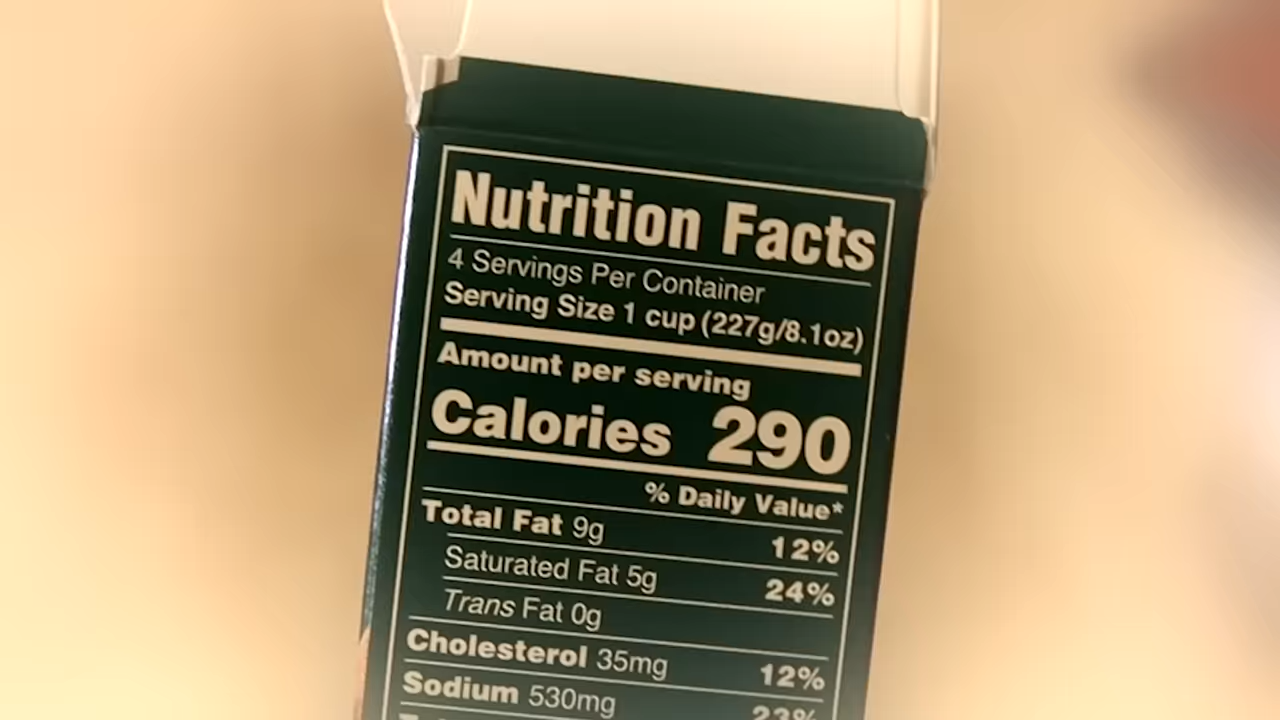 Nutrition Facts
4 Servings Per Container
Serving Size 1 cup (227g/8.1oz)
Amount per serving
Calories 290
% Daily Value*
Total Fat 9g 12%
Saturated Fat 5g 24%
Trans Fat 0g
Cholesterol 35mg 12%
Sodium 530mg 23%